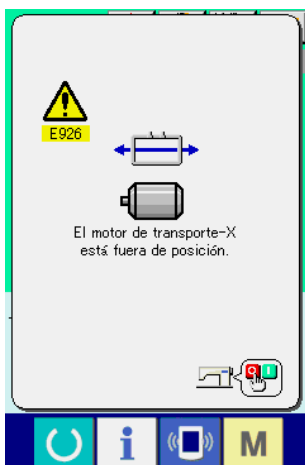 E926
El motor de transporte-X
está fuera de posición.
i
M